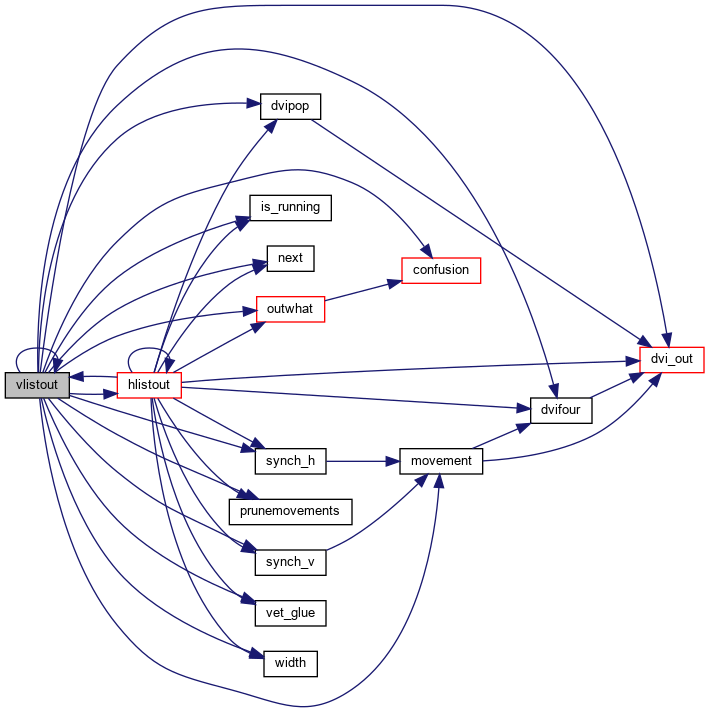 dvipop
is_running
next
confusion
outwhat
dvi_out
vlistout
hlistout
dvifour
synch_h
movement
prunemovements
synch_v
vet_glue
width